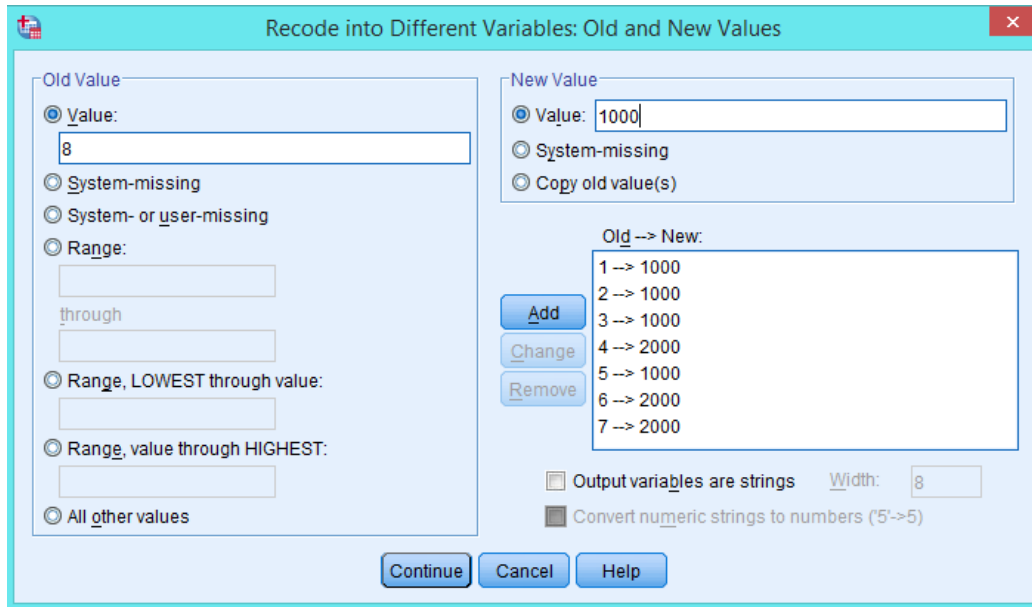 Recode into Different Variables: Old and New Values
Old Value
Value:
8
System-missing
System- or user-missing
Range:
through
Range, LOWEST through value:
Range, value through HIGHEST:
All other values
New Value
Value: 1000
System-missing
Copy old value(s)
Old --> New:
1 --> 1000
2 --> 1000
3 --> 1000
4 --> 2000
5 --> 1000
6 --> 2000
7 --> 2000
Add
Change
Remove
Output variables are strings Width: 8
Convert numeric strings to numbers ('5'->5)
Continue Cancel Help